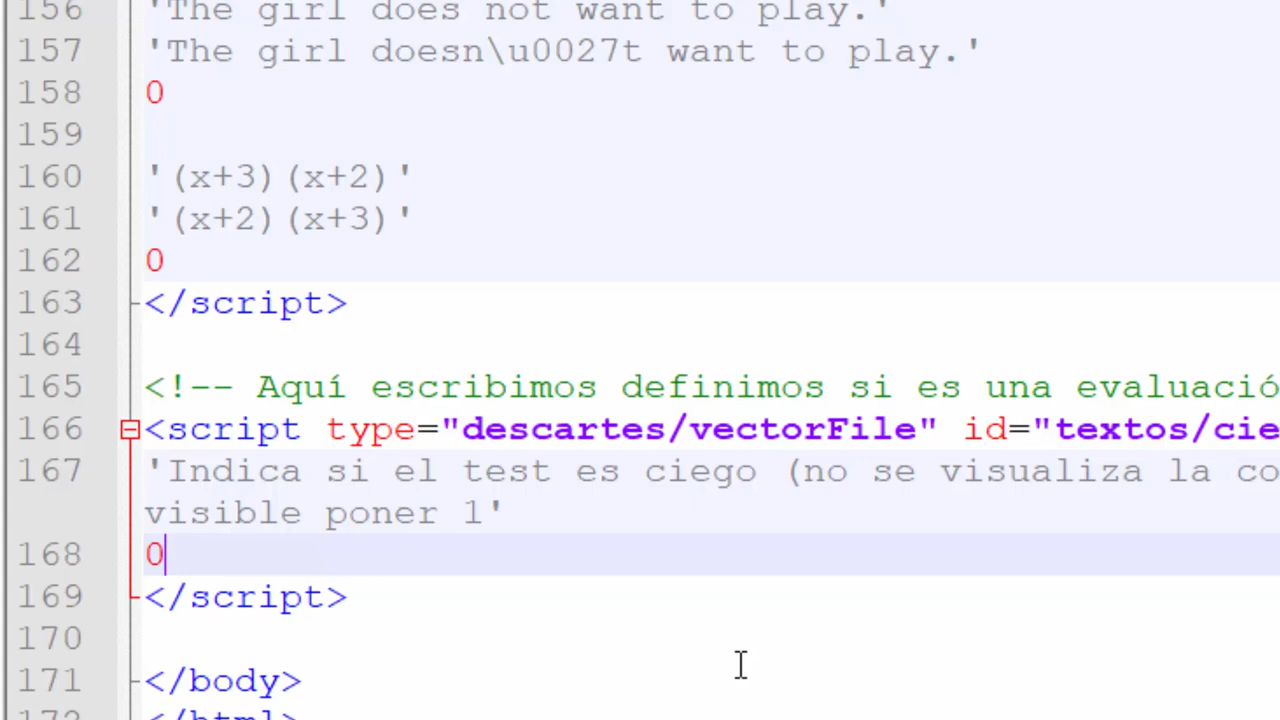 156 'The girl does not want to play.'
157 'The girl doesn\u0027t want to play.'
158 0
159
160 '(x+3)(x+2)'
161 '(x+2)(x+3)'
162 0
163 </script>
164
165 <!-- Aquí escribimos definimos si es una evaluació
166 <script type="descartes/vectorFile" id="textos/cie
167 'Indica si el test es ciego (no se visualiza la co
visible poner 1'
168 0
169 </script>
170
171 </body>
172 </html>